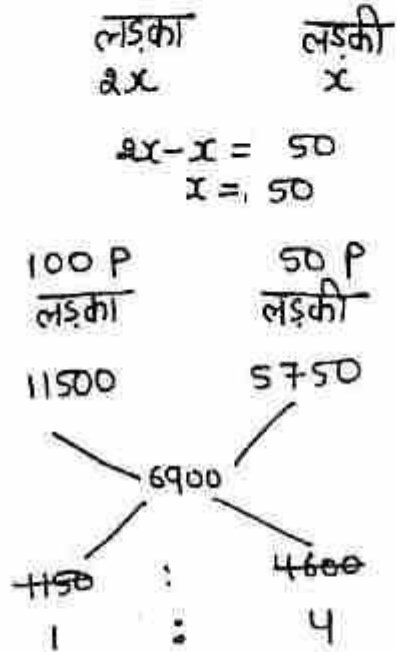 लड़का लड़की
2x x
2x - x = 50
x = 50
100 P 50 P
लड़का लड़की
11500 5750
6900
1150 : 4600
1 : 4